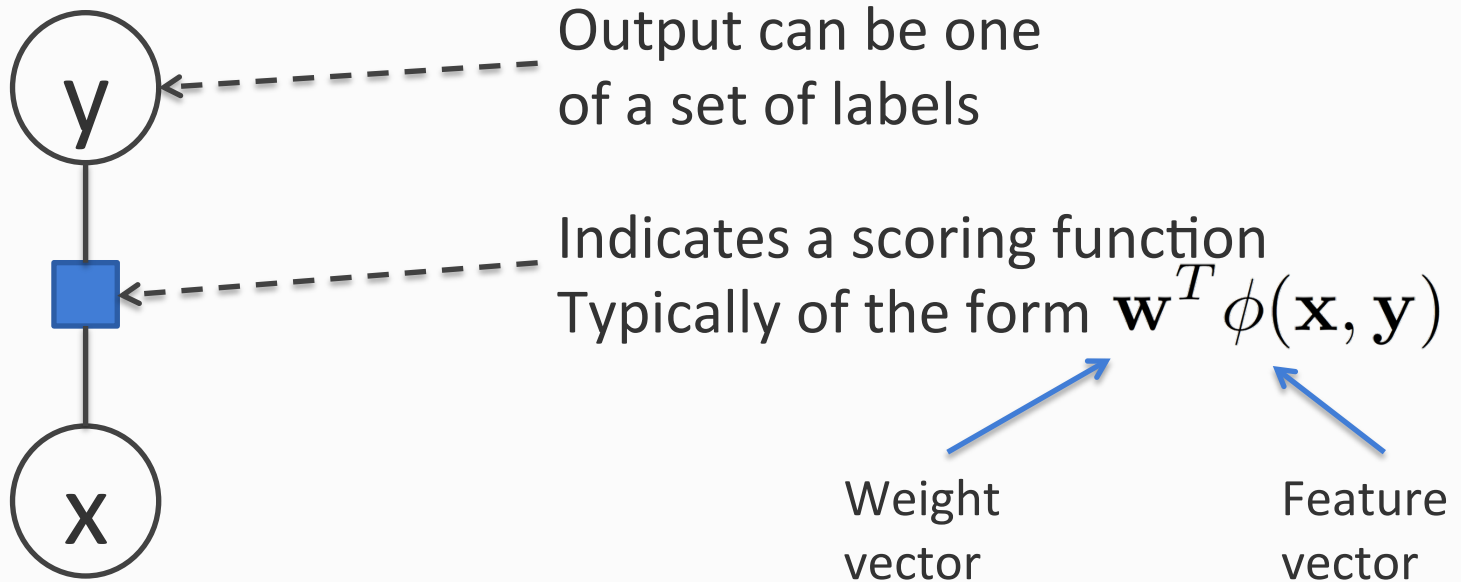 y
Output can be one
of a set of labels
Indicates a scoring function
Typically of the form w^T ϕ(x, y)
x
Weight
vector
Feature
vector